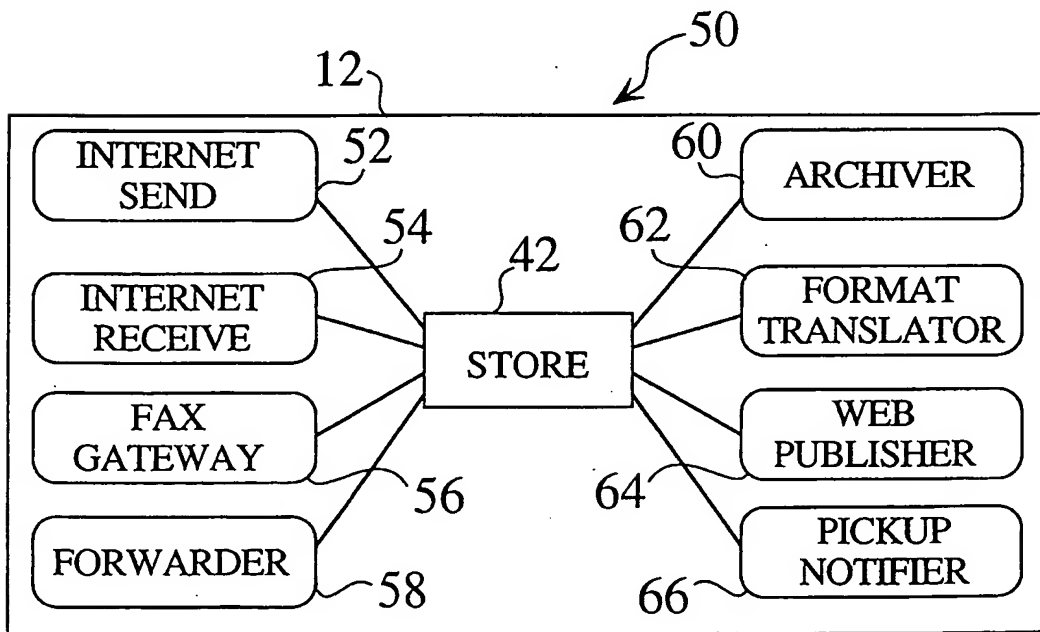 50
12
INTERNET
SEND
52
60
ARCHIVER
54
62
INTERNET
RECEIVE
42
STORE
FORMAT
TRANSLATOR
FAX
GATEWAY
56
64
WEB
PUBLISHER
FORWARDER
58
66
PICKUP
NOTIFIER